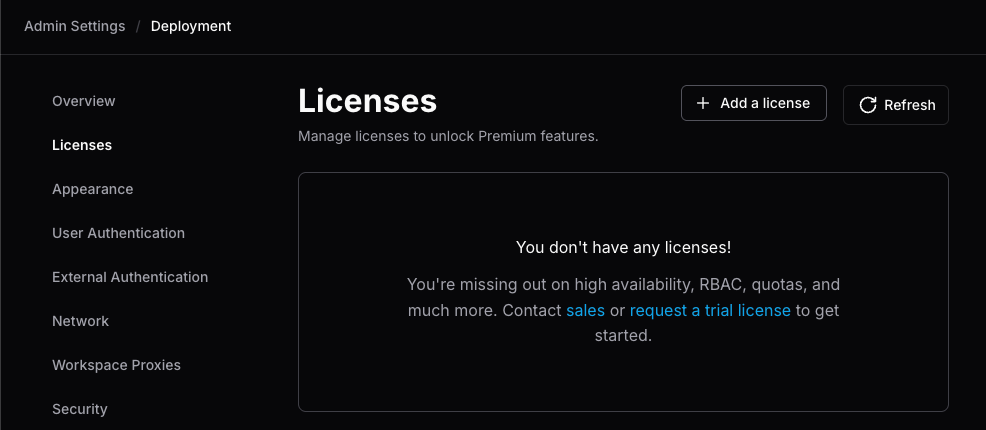 Admin Settings / Deployment
Overview
Licenses
Appearance
User Authentication
External Authentication
Network
Workspace Proxies
Security
Licenses
Manage licenses to unlock Premium features.
Add a license
Refresh
You don't have any licenses!
You're missing out on high availability, RBAC, quotas, and
much more. Contact sales or request a trial license to get
started.